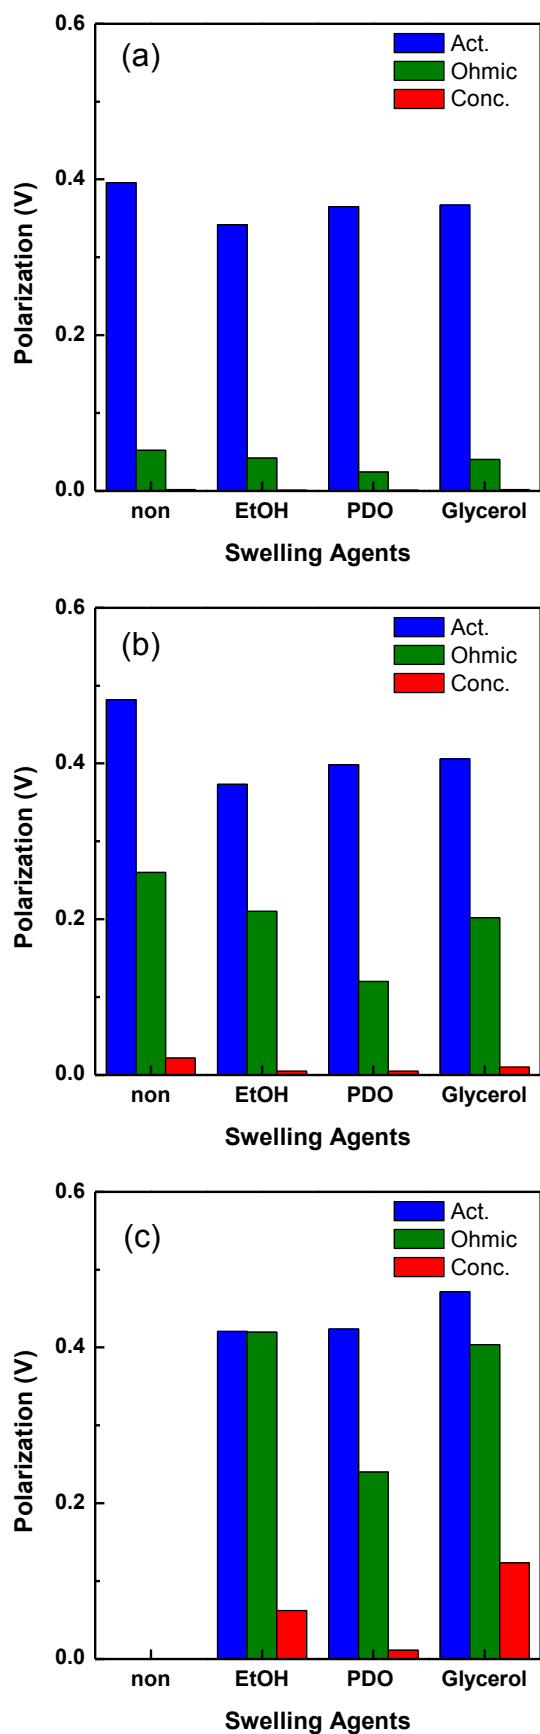 0.6
(a)
Act.
Ohmic
Conc.
0.4
Polarization (V)
0.2
0.0
non EtOH PDO Glycerol
Swelling Agents
0.6
(b)
Act.
Ohmic
Conc.
0.4
Polarization (V)
0.2
0.0
non EtOH PDO Glycerol
Swelling Agents
0.6
(c)
Act.
Ohmic
Conc.
0.4
Polarization (V)
0.2
0.0
non EtOH PDO Glycerol
Swelling Agents